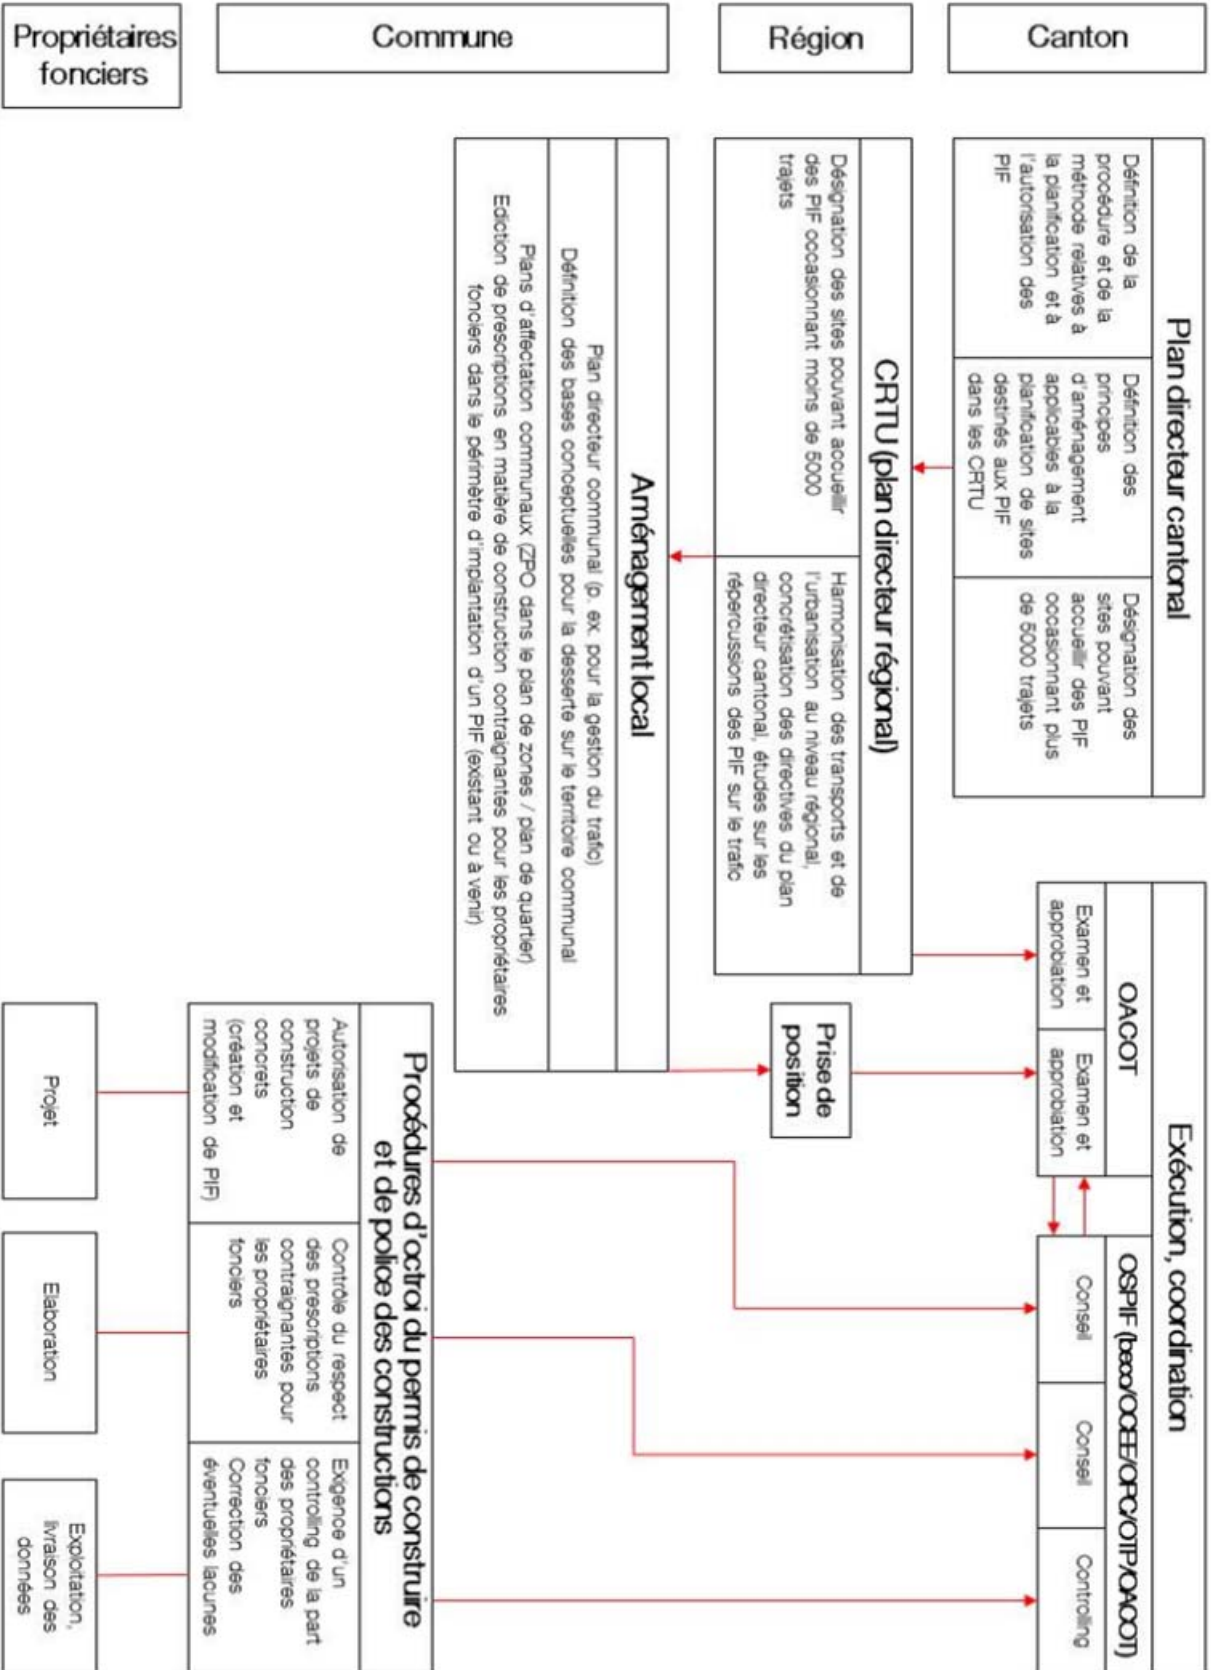 Canton
Plan directeur cantonal
Définition de la
procédure et de la
méthode relatives à
la planification et à
l'autorisation des
PIF
Définition des
principes
d'aménagement
applicables à la
planification de sites
destinés aux PIF
dans les CRTU
Désignation des
sites pouvant
accueillir des PIF
occasionnant plus
de 5000 trajets
Exécution, coordination
OACOT
Examen et
approbiation
Examen et
approbiation
OSPIF (beco/OCEE/OPC/OTP/OACOT)
Conseil
Conseil
Controlling
Région
CRTU (plan directeur régional)
Désignation des sites pouvant accueillir
des PIF occasionnant moins de 5000
trajets
Harmonisation des transports et de
l'urbanisation au niveau régional,
concrétisation des directives du plan
directeur cantonal, études sur les
répercussions des PIF sur le trafic
Prise de
position
Commune
Aménagement local
Plan directeur communal (p. ex. pour la gestion du trafic)
Définition des bases conceptuelles pour la desserte sur le territoire communal
Plans d'affectation communaux (ZPO dans le plan de zones / plan de quartier)
Ediction de prescriptions en matière de construction contraignantes pour les propriétaires
fonciers dans le périmètre d'implantation d'un PIF (existant ou à venir)
Procédures d'octroi du permis de construire
et de police des constructions
Autorisation de
projets de
construction
concrets
(création et
modification de PIF)
Contrôle du respect
des prescriptions
contraignantes pour
les propriétaires
fonciers
Exigence d'un
controlling de la part
des propriétaires
fonciers
Correction des
éventuelles lacunes
Propriétaires
fonciers
Projet
Elaboration
Exploitation,
livraison des
données